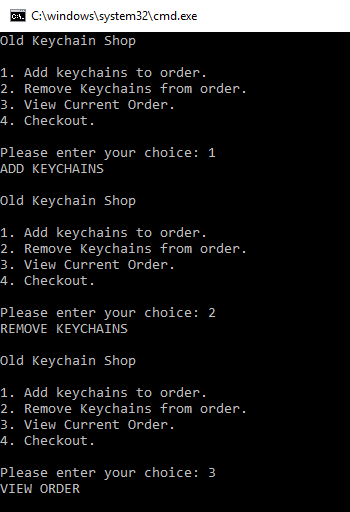 C:\windows\system32\cmd.exe
Old Keychain Shop
1. Add keychains to order.
2. Remove Keychains from order.
3. View Current Order.
4. Checkout.
Please enter your choice: 1
ADD KEYCHAINS
Old Keychain Shop
1. Add keychains to order.
2. Remove Keychains from order.
3. View Current Order.
4. Checkout.
Please enter your choice: 2
REMOVE KEYCHAINS
Old Keychain Shop
1. Add keychains to order.
2. Remove Keychains from order.
3. View Current Order.
4. Checkout.
Please enter your choice: 3
VIEW ORDER